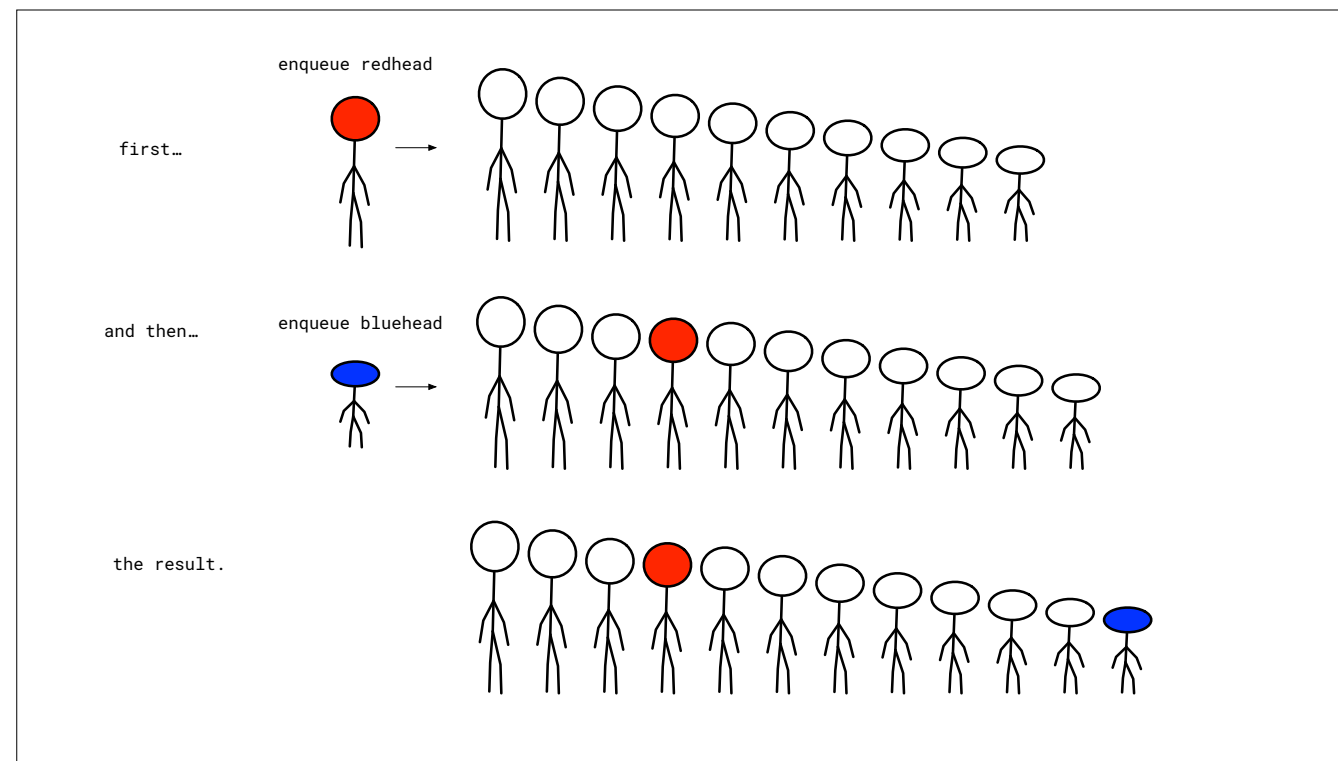 enqueue redhead
first…
enqueue bluehead
and then…
the result.